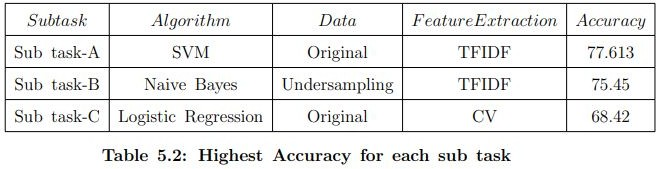 Subtask Algorithm Data FeatureExtraction Accuracy
Sub task-A SVM Original TFIDF 77.613
Sub task-B Naive Bayes Undersampling TFIDF 75.45
Sub task-C Logistic Regression Original CV 68.42
Table 5.2: Highest Accuracy for each sub task